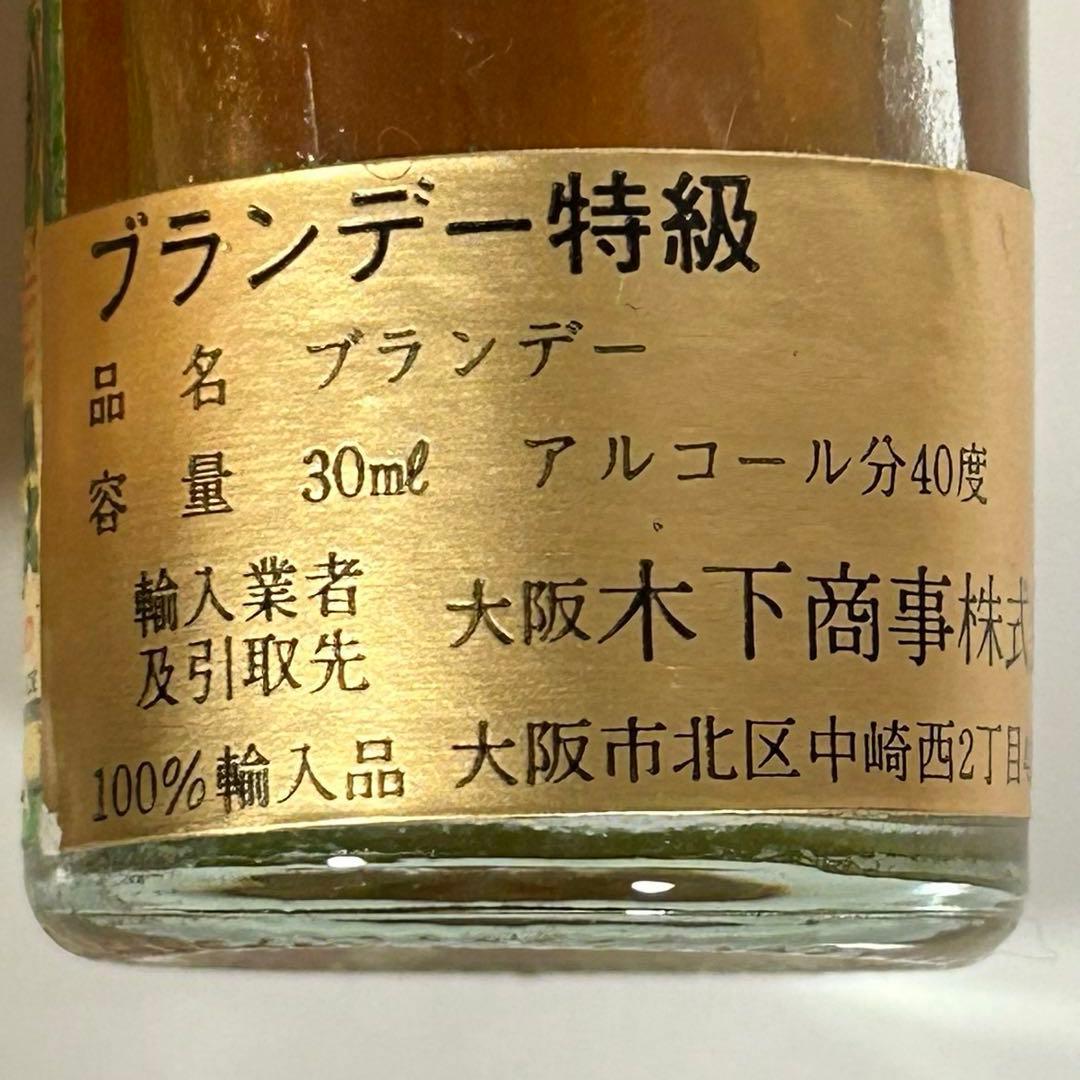 ブランデー特級
品名 ブランデー
容量 30mℓ アルコール分40度
輸入業者
及引取先 大阪木下商事株式
100%輸入品 大阪市北区中崎西2丁目4